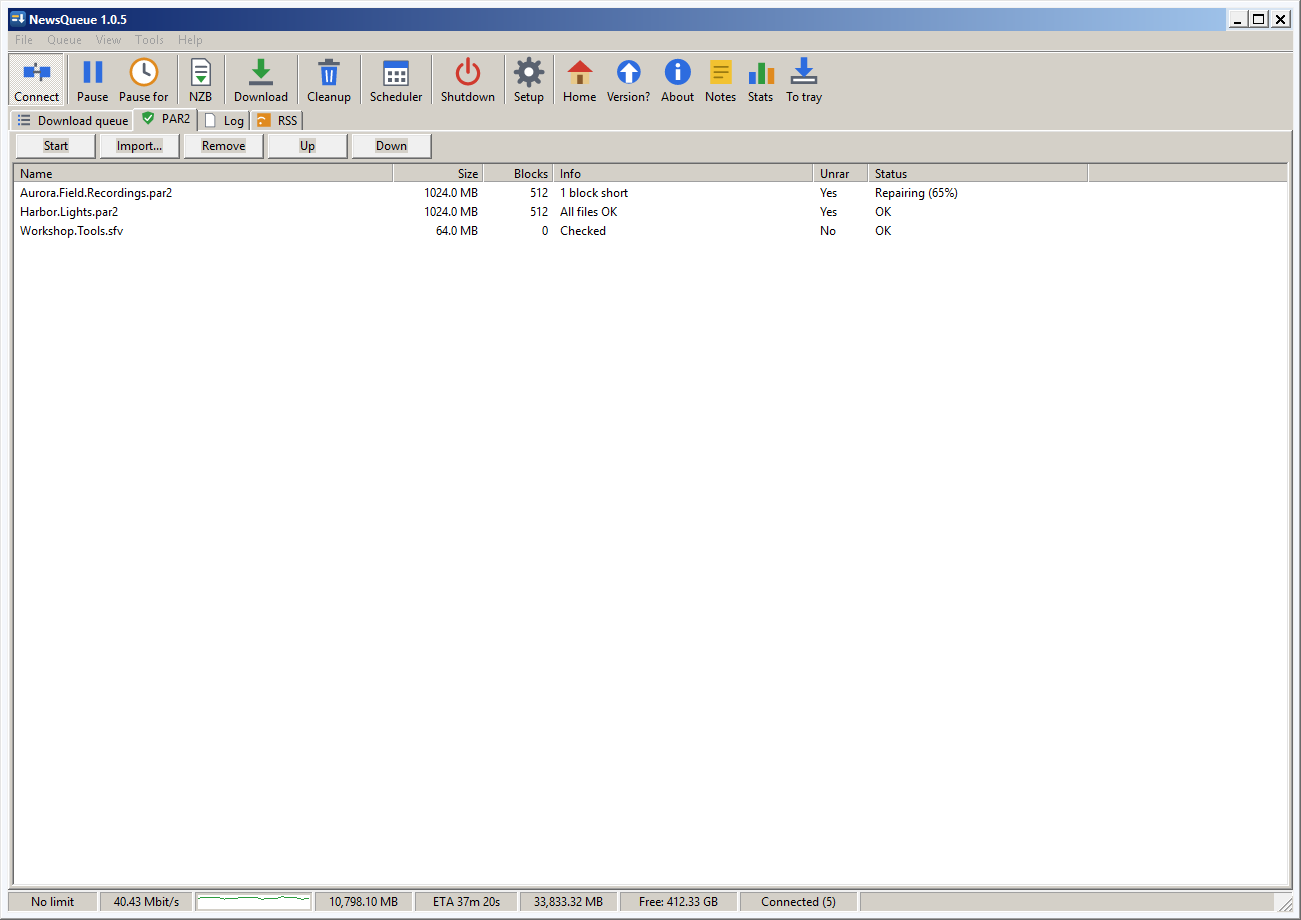 NewsQueue 1.0.5
File Queue View Tools Help
Connect Pause Pause for NZB Download Cleanup Scheduler Shutdown Setup Home Version? About Notes Stats To tray
Download queue PAR2 Log RSS
Start Import... Remove Up Down
Name Size Blocks Info Unrar Status
Aurora.Field.Recordings.par2 1024.0 MB 512 1 block short Yes Repairing (65%)
Harbor.Lights.par2 1024.0 MB 512 All files OK Yes OK
Workshop.Tools.sfv 64.0 MB 0 Checked No OK
No limit 40.43 Mbit/s 10,798.10 MB ETA 37m 20s 33,833.32 MB Free: 412.33 GB Connected (5)